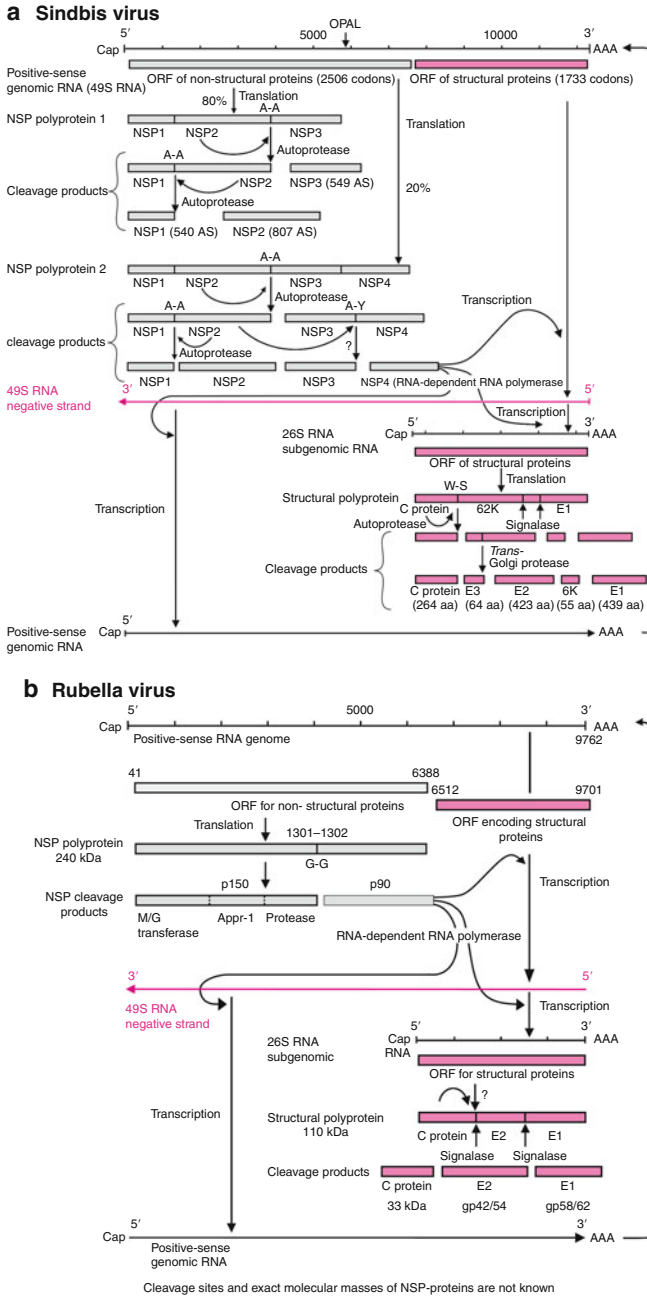 a Sindbis virus
OPAL
5′ 5000 10000 3′
Cap AAA
Positive-sense
genomic RNA (49S RNA)
ORF of non-structural proteins (2506 codons) ORF of structural proteins (1733 codons)
80% Translation
A-A
NSP polyprotein 1
NSP1 NSP2 NSP3
Translation
A-A Autoprotease
Cleavage products
NSP1 NSP2 NSP3 (549 AS)
20%
Autoprotease
NSP1 (540 AS) NSP2 (807 AS)
A-A
NSP polyprotein 2
NSP1 NSP2 NSP3 NSP4
Autoprotease
A-A A-Y
Transcription
NSP1 NSP2 NSP3 NSP4
cleavage products
Autoprotease ?
NSP1 NSP2 NSP3 NSP4 (RNA-dependent RNA polymerase
3′ 5′
49S RNA
negative strand
Transcription
5′ 3′
26S RNA Cap AAA
subgenomic RNA
ORF of structural proteins
W-S Translation
Structural polyprotein
C protein 62K E1
Autoprotease Signalase
Transcription
Trans-
Golgi protease
Cleavage products
C protein E3 E2 6K E1
(264 aa) (64 aa) (423 aa) (55 aa) (439 aa)
5′
Positive-sense Cap AAA
genomic RNA
b Rubella virus
5′ 5000 3′
Cap AAA
Positive-sense RNA genome 9762
41 6388
6512 9701
ORF for non- structural proteins
ORF encoding structural
proteins
Translation 1301–1302
NSP polyprotein
240 kDa
G-G
p150 p90
NSP cleavage
products
Transcription
M/G
transferase Appr-1 Protease
RNA-dependent RNA polymerase
3′ 5′
49S RNA
negative strand
Transcription
5′ 3′
26S RNA Cap AAA
subgenomic RNA
ORF for structural proteins
?
Transcription
Structural polyprotein
110 kDa
C protein E2 E1
Signalase Signalase
Cleavage products
C protein E2 E1
33 kDa gp42/54 gp58/62
5′ 3′
Cap AAA
Positive-sense
genomic RNA
Cleavage sites and exact molecular masses of NSP-proteins are not known